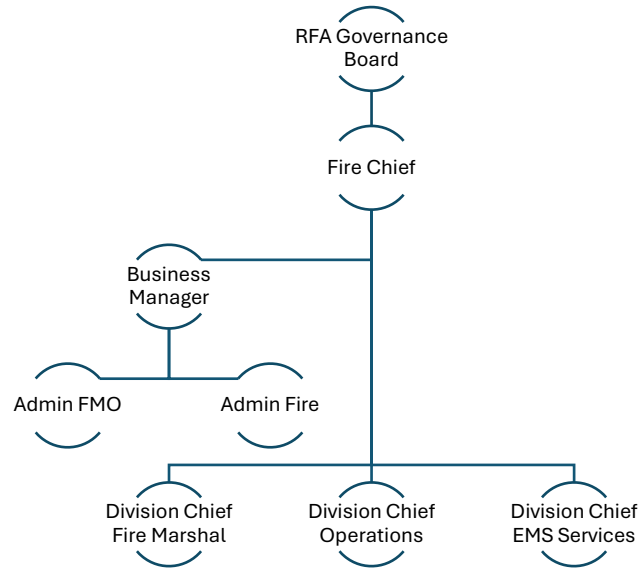 RFA Governance
Board
Fire Chief
Business
Manager
Admin FMO
Admin Fire
Division Chief
Fire Marshal
Division Chief
Operations
Division Chief
EMS Services